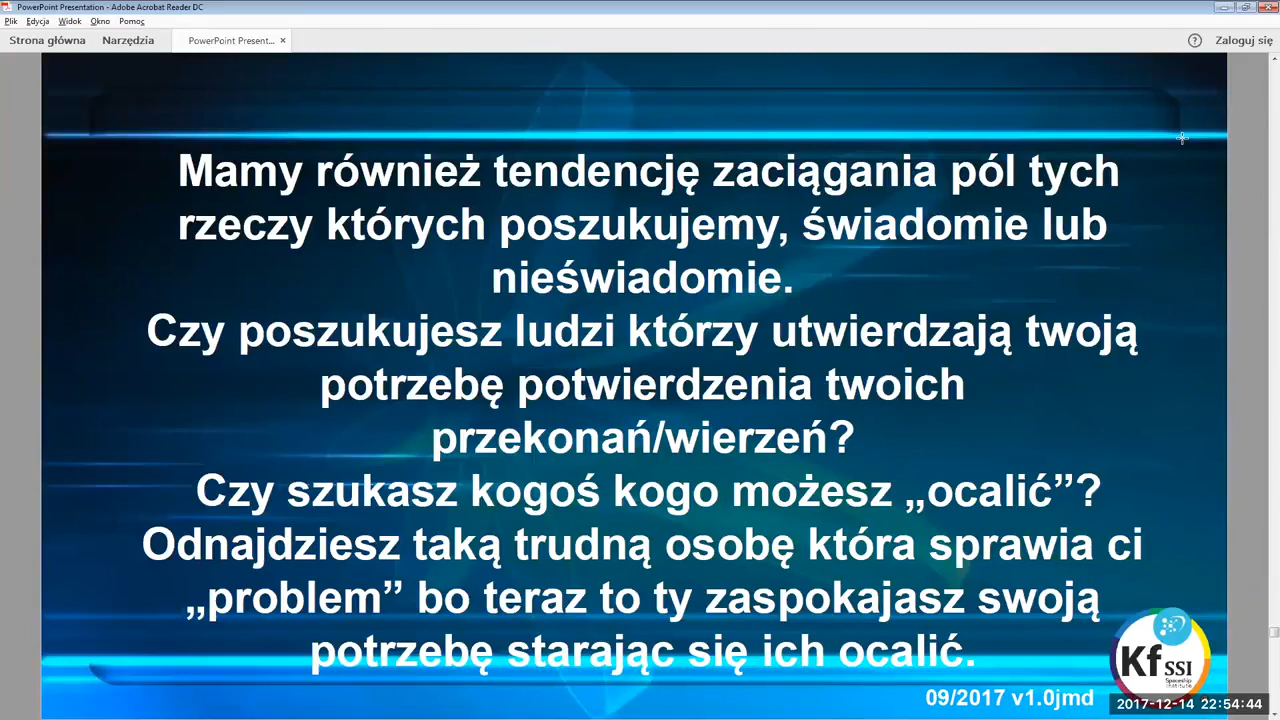 PowerPoint Presentation - Adobe Acrobat Reader DC
Plik Edycja Widok Okno Pomoc
Strona główna Narzędzia PowerPoint Present... × ? Zaloguj się
Mamy również tendencję zaciągania pól tych
rzeczy których poszukujemy, świadomie lub
nieświadomie.
Czy poszukujesz ludzi którzy utwierdzają twoją
potrzebę potwierdzenia twoich
przekonań/wierzeń?
Czy szukasz kogoś kogo możesz „ocalić”?
Odnajdziesz taką trudną osobę która sprawia ci
„problem” bo teraz to ty zaspokajasz swoją
potrzebę starając się ich ocalić.
Kf SSI
Spaceship
Institute
09/2017 v1.0jmd
2017-12-14 22:54:44